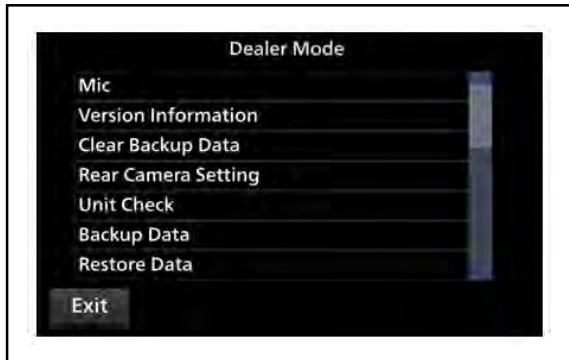 Dealer Mode
Mic
Version Information
Clear Backup Data
Rear Camera Setting
Unit Check
Backup Data
Restore Data
Exit